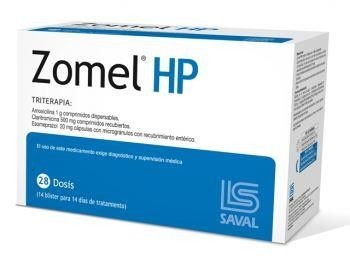 Zomel® HP
TRITERAPIA:
Amoxicilina 1 g comprimidos dispersables.
Claritromicina 500 mg comprimidos recubiertos.
Esomeprazol 20 mg cápsulas con microgránulos con recubrimiento entérico.
El uso de este medicamento exige diagnóstico y supervisión médica
28 Dosis
(14 blíster para 14 días de tratamiento)
SAVAL